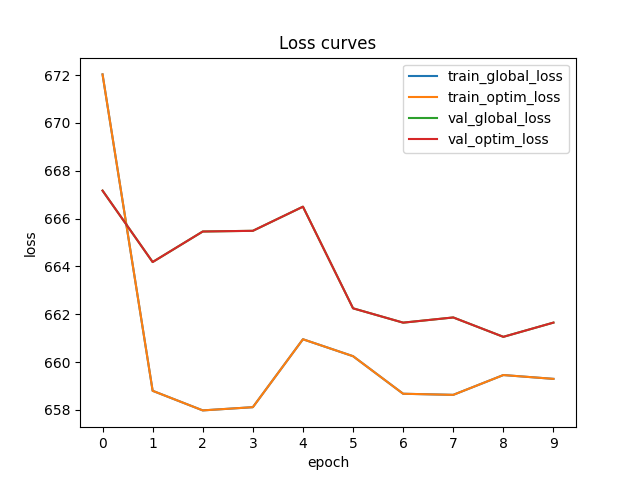 Loss curves
train_global_loss
train_optim_loss
val_global_loss
val_optim_loss
loss
672
670
668
666
664
662
660
658
0 1 2 3 4 5 6 7 8 9
epoch